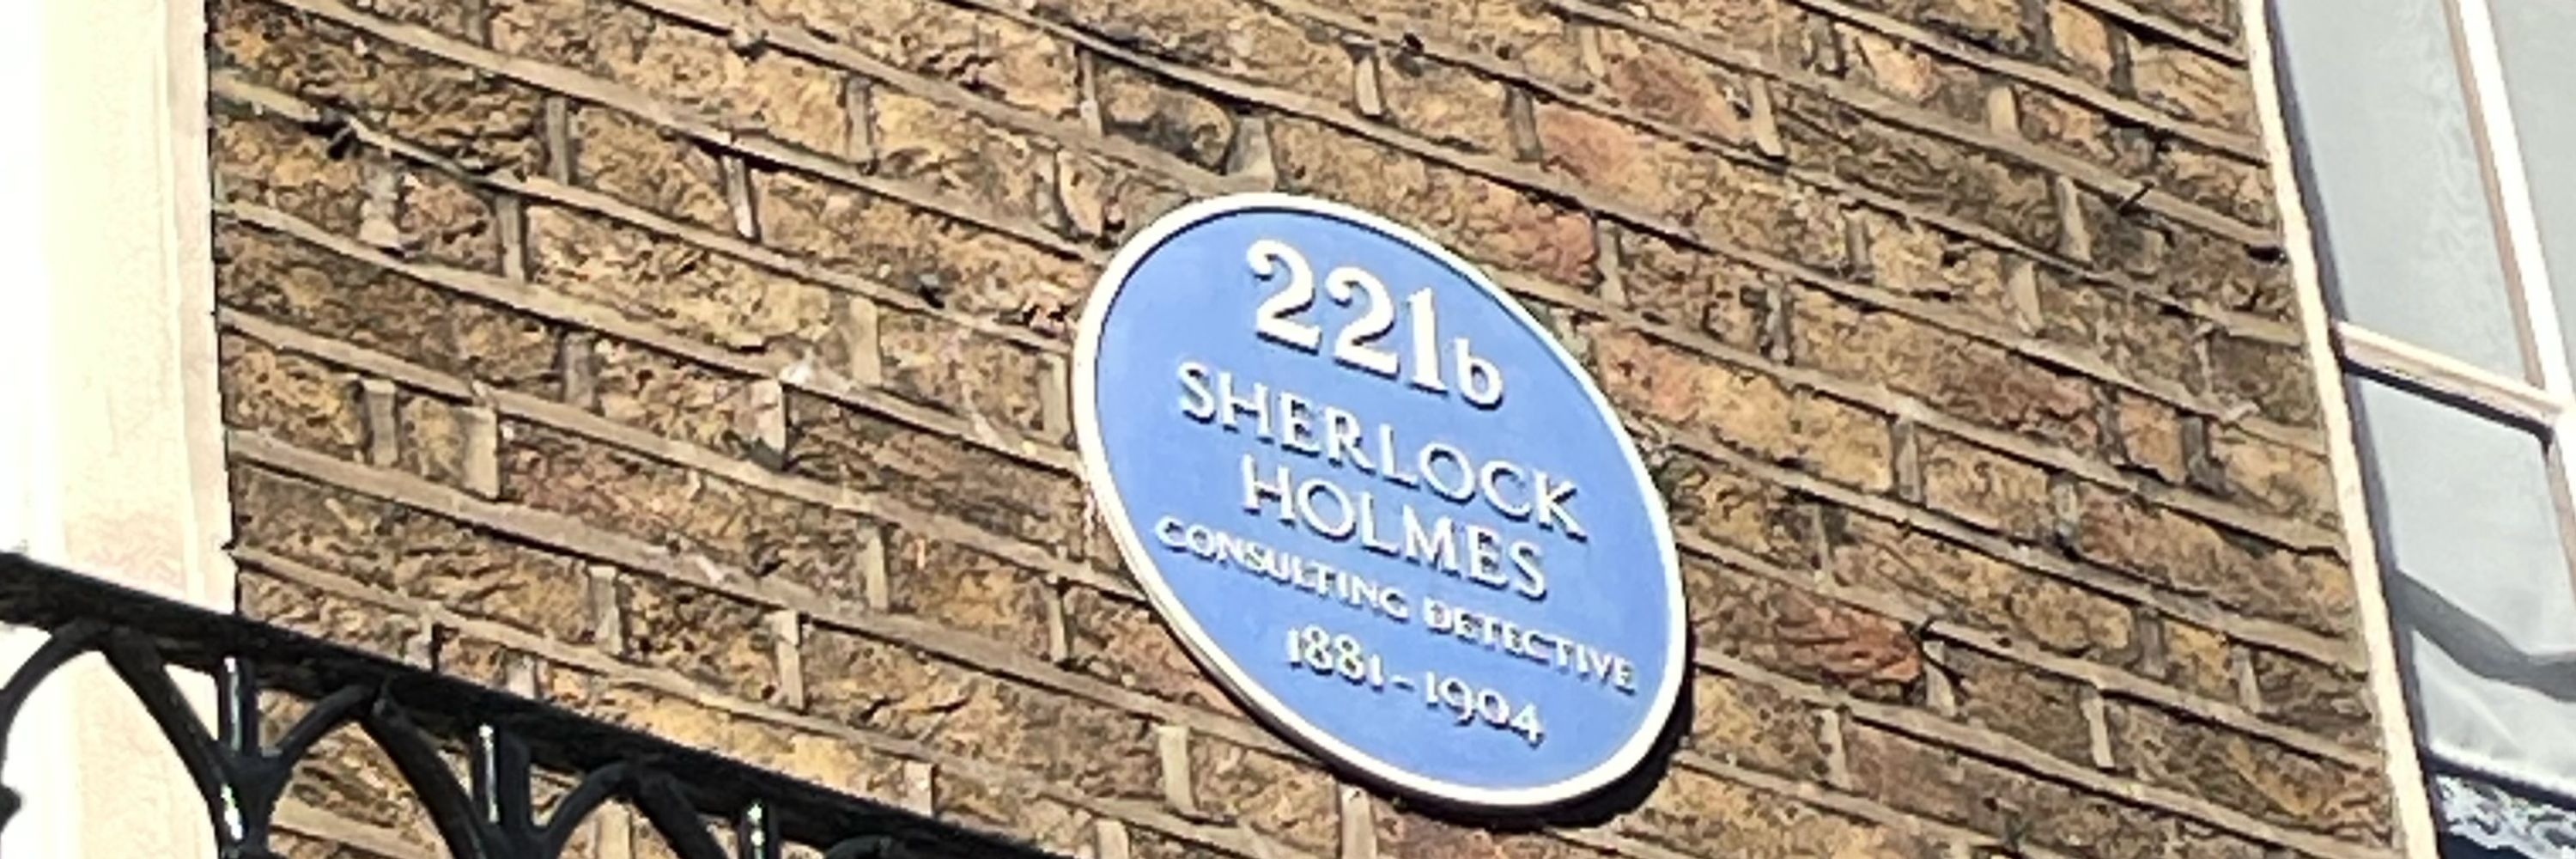 221b
SHERLOCK
HOLMES
CONSULTING DETECTIVE
1881-1904